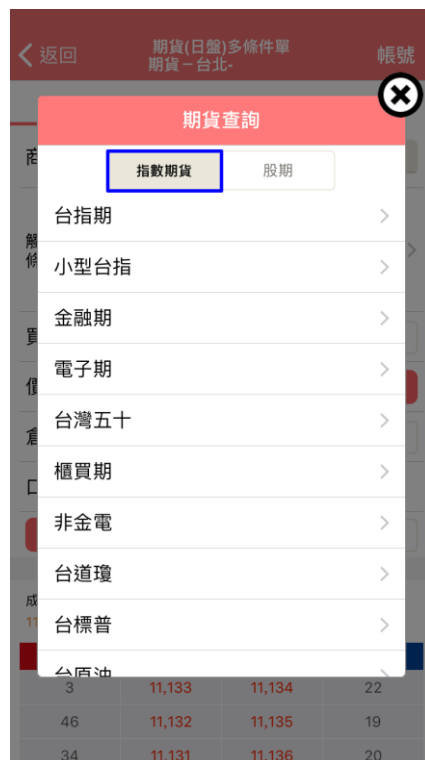 返回
期貨(日盤)多條件單
期貨－台北-
帳號
期貨查詢
指數期貨
股期
台指期
小型台指
金融期
電子期
台灣五十
櫃買期
非金電
台道瓊
台標普
台原油
3 11,133 11,134 22
46 11,132 11,135 19
34 11,131 11,136 20